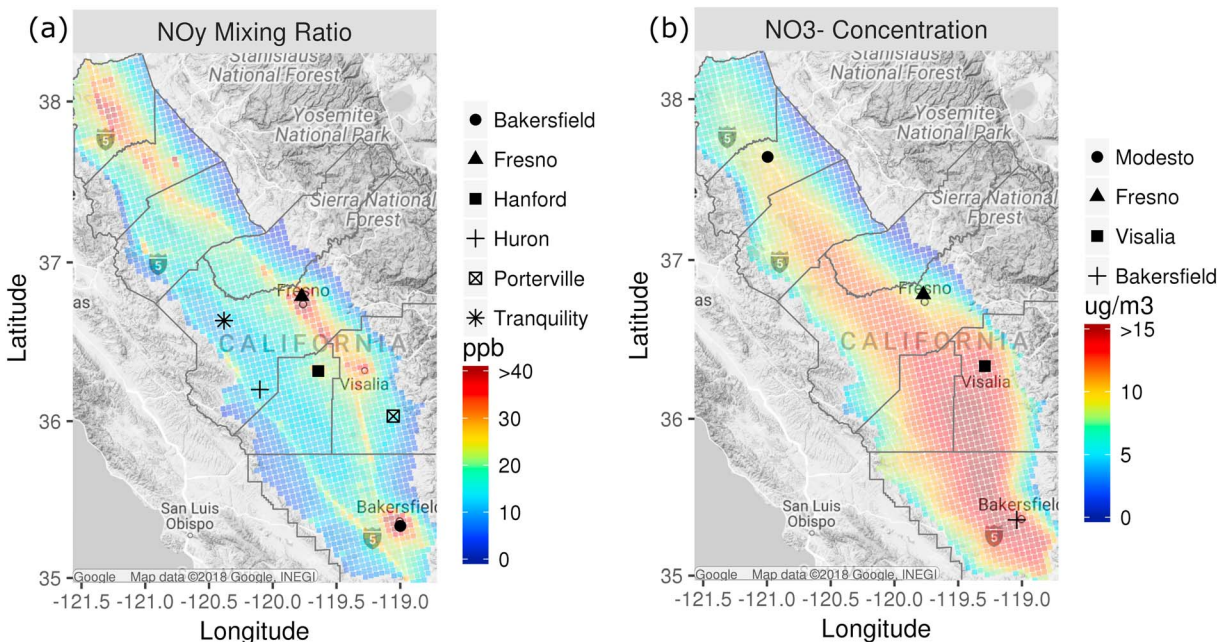 (a)
NOy Mixing Ratio
Stanislaus
National Forest
Yosemite
National Park
Sierra National
Forest
5
5
as
Fresno
CALIFORNIA
Visalia
Bakersfield
San Luis
Obispo
5
Google Map data ©2018 Google, INEGI
38
37
36
35
Latitude
-121.5 -121.0 -120.5 -120.0 -119.5 -119.0
Longitude
Bakersfield
Fresno
Hanford
Huron
Porterville
Tranquility
ppb
>40
30
20
10
0
(b)
NO3- Concentration
Stanislaus
National Forest
Yosemite
National Park
Sierra National
Forest
5
5
as
Fresno
CALIFORNIA
Visalia
Bakersfield
San Luis
Obispo
5
Google Map data ©2018 Google, INEGI
38
37
36
35
Latitude
-121.5 -121.0 -120.5 -120.0 -119.5 -119.0
Longitude
Modesto
Fresno
Visalia
Bakersfield
ug/m3
>15
10
5
0